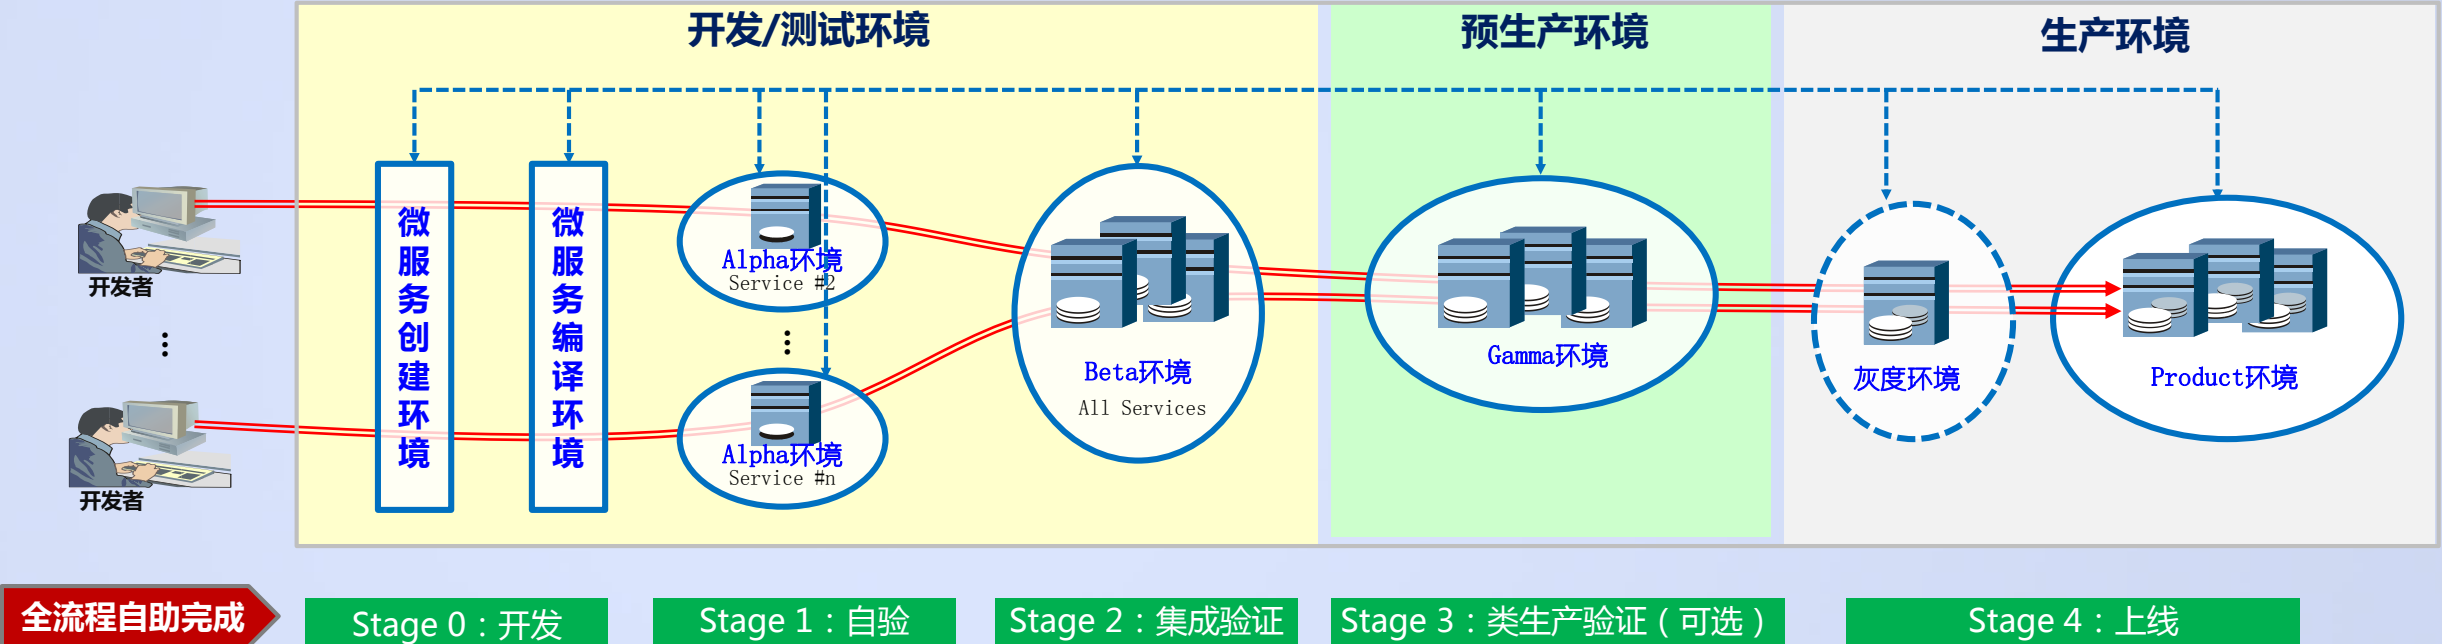 开发/测试环境
预生产环境
生产环境
开发者
⋮
开发者
微服务创建环境
微服务编译环境
Alpha环境
Service #2
⋮
Alpha环境
Service #n
Beta环境
All Services
Gamma环境
灰度环境
Product环境
全流程自助完成
Stage 0：开发
Stage 1：自验
Stage 2：集成验证
Stage 3：类生产验证（可选）
Stage 4：上线